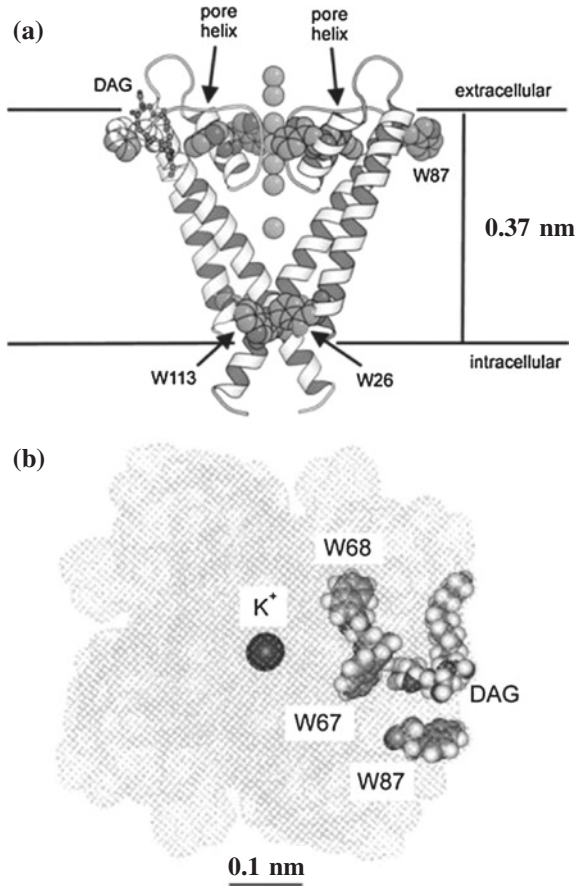 (a)
pore
helix
pore
helix
DAG
extracellular
W87
0.37 nm
W113
W26
intracellular
(b)
W68
K+
W67
DAG
W87
0.1 nm